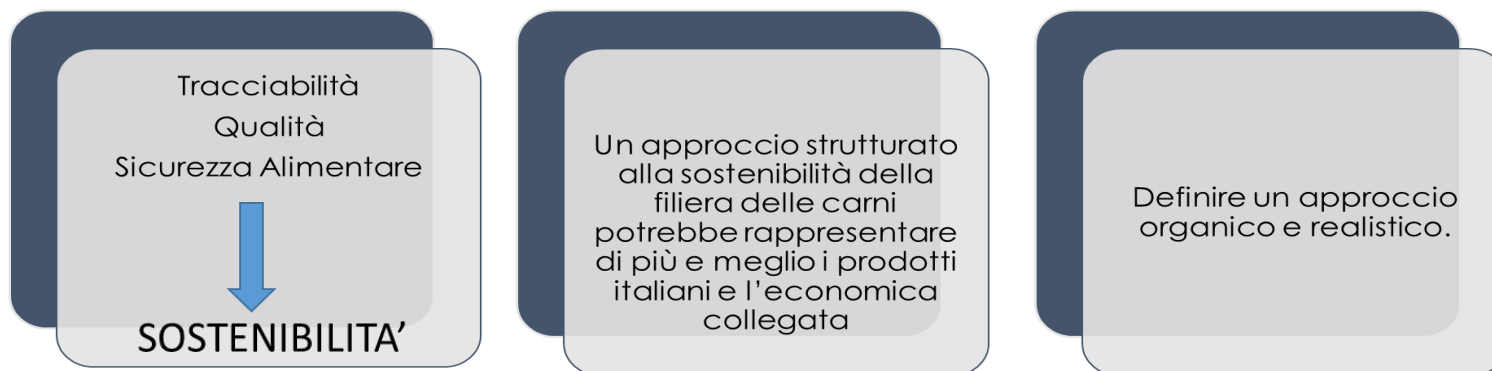 Tracciabilità
Qualità
Sicurezza Alimentare
SOSTENIBILITA’
Un approccio strutturato
alla sostenibilità della
filiera delle carni
potrebbe rappresentare
di più e meglio i prodotti
italiani e l’economica
collegata
Definire un approccio
organico e realistico.